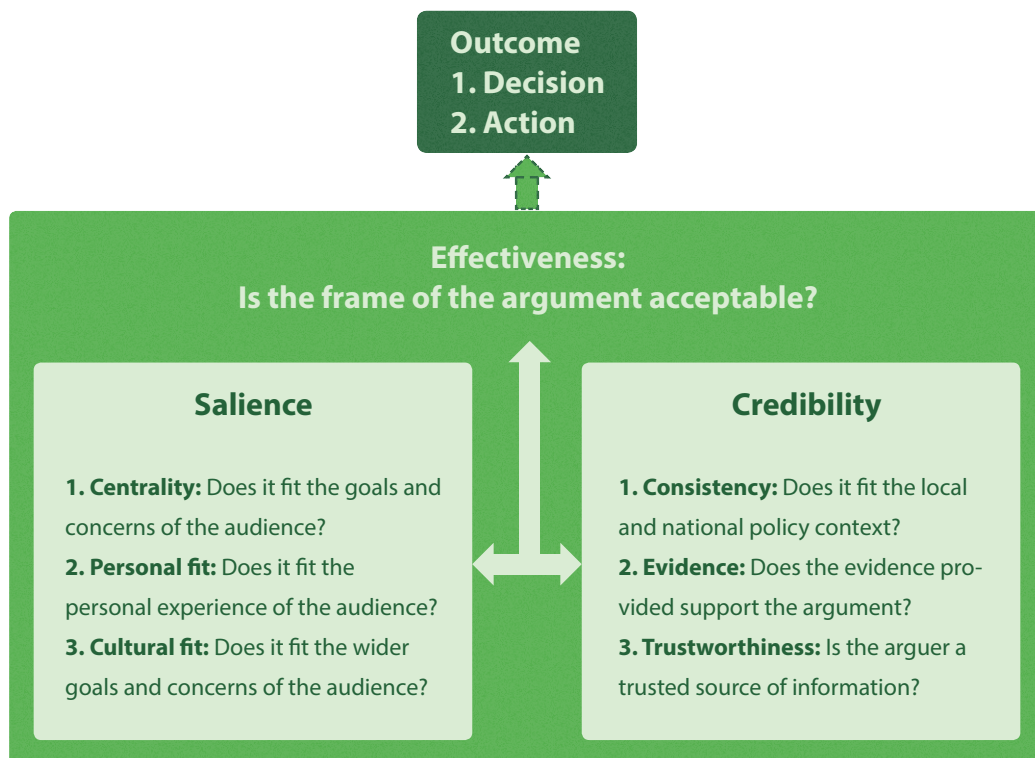 Outcome
1. Decision
2. Action
Effectiveness:
Is the frame of the argument acceptable?
Salience
1. Centrality: Does it fit the goals and
concerns of the audience?
2. Personal fit: Does it fit the
personal experience of the audience?
3. Cultural fit: Does it fit the wider
goals and concerns of the audience?
Credibility
1. Consistency: Does it fit the local
and national policy context?
2. Evidence: Does the evidence pro-
vided support the argument?
3. Trustworthiness: Is the arguer a
trusted source of information?